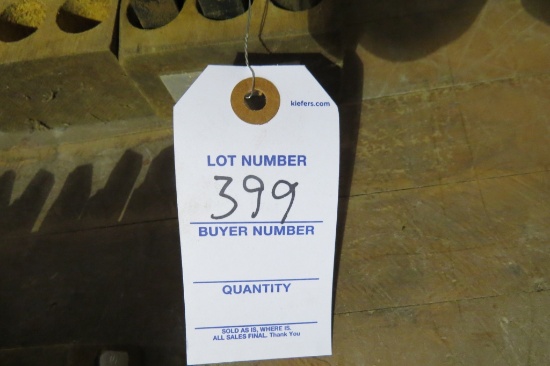 kiefers.com
LOT NUMBER
399
BUYER NUMBER
QUANTITY
SOLD AS IS, WHERE IS.
ALL SALES FINAL. Thank You